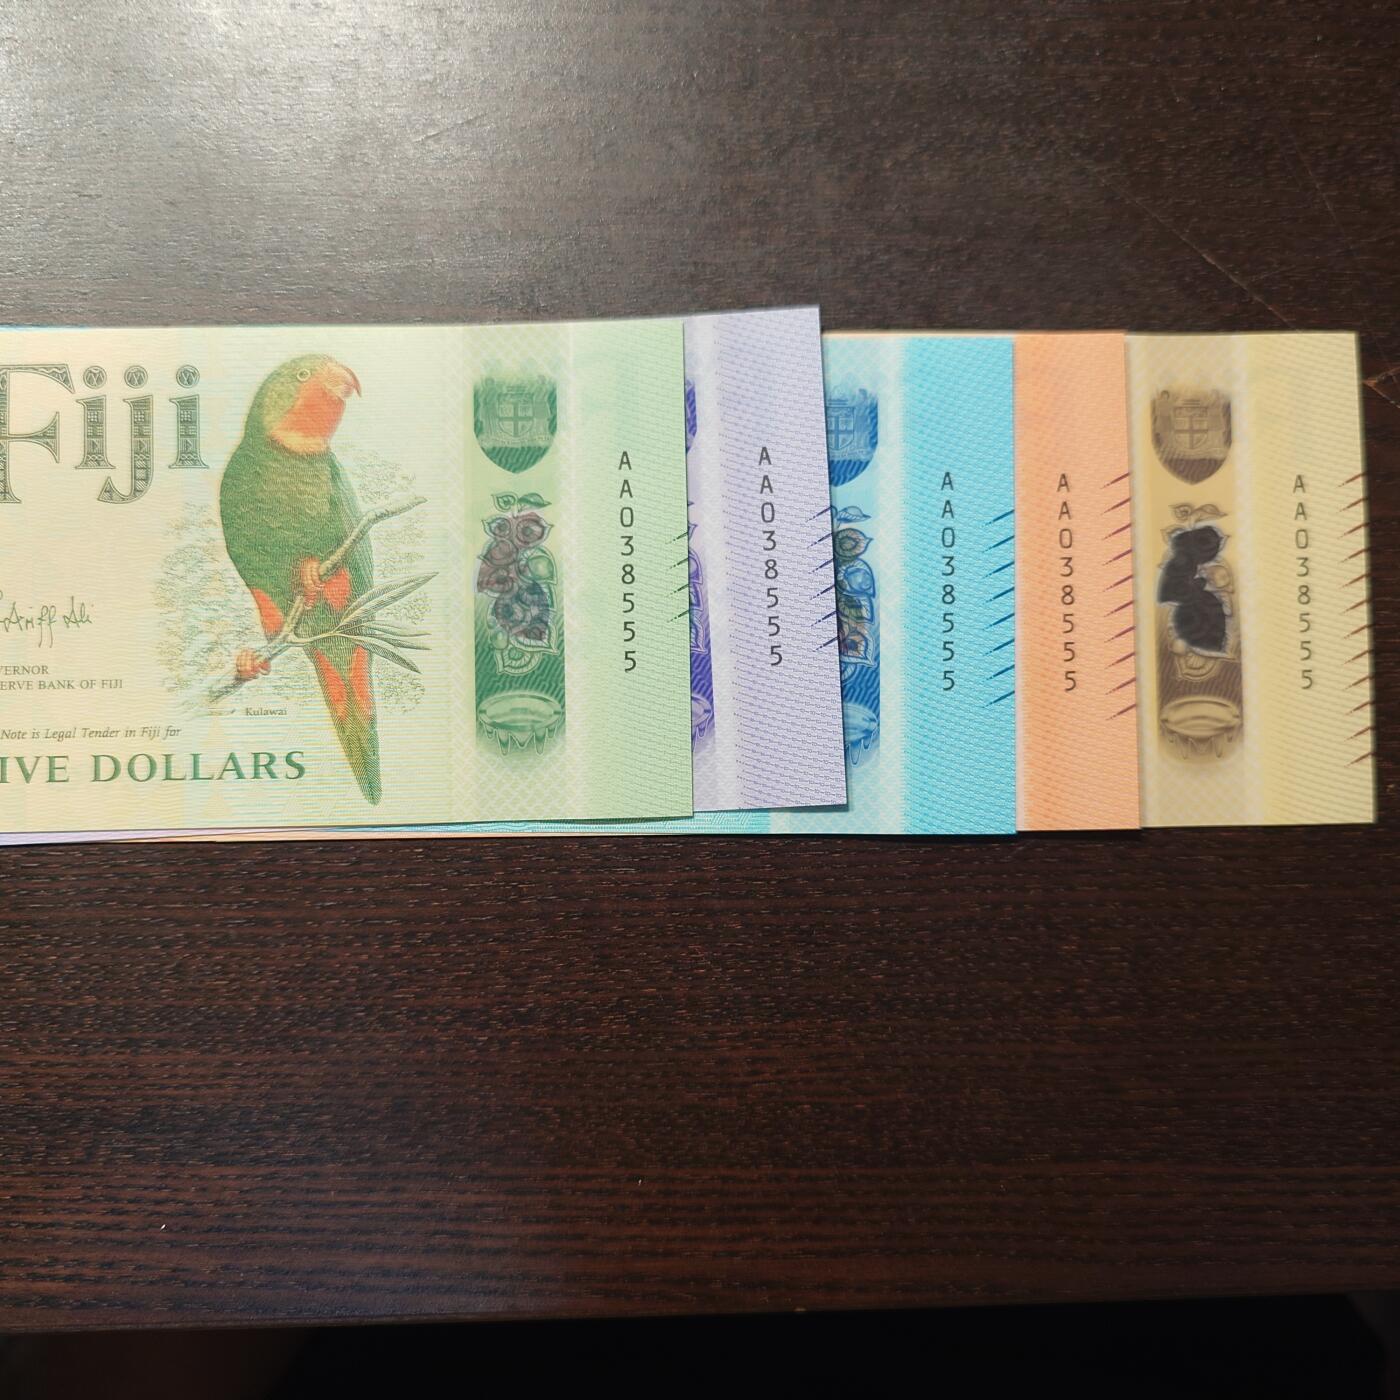 Fiji
Ariff Ali
VERNOR
ERVE BANK OF FIJI
Kulawai
Note is Legal Tender in Fiji for
IVE DOLLARS
AA038555
AA038555
AA038555
AA038555
AA038555